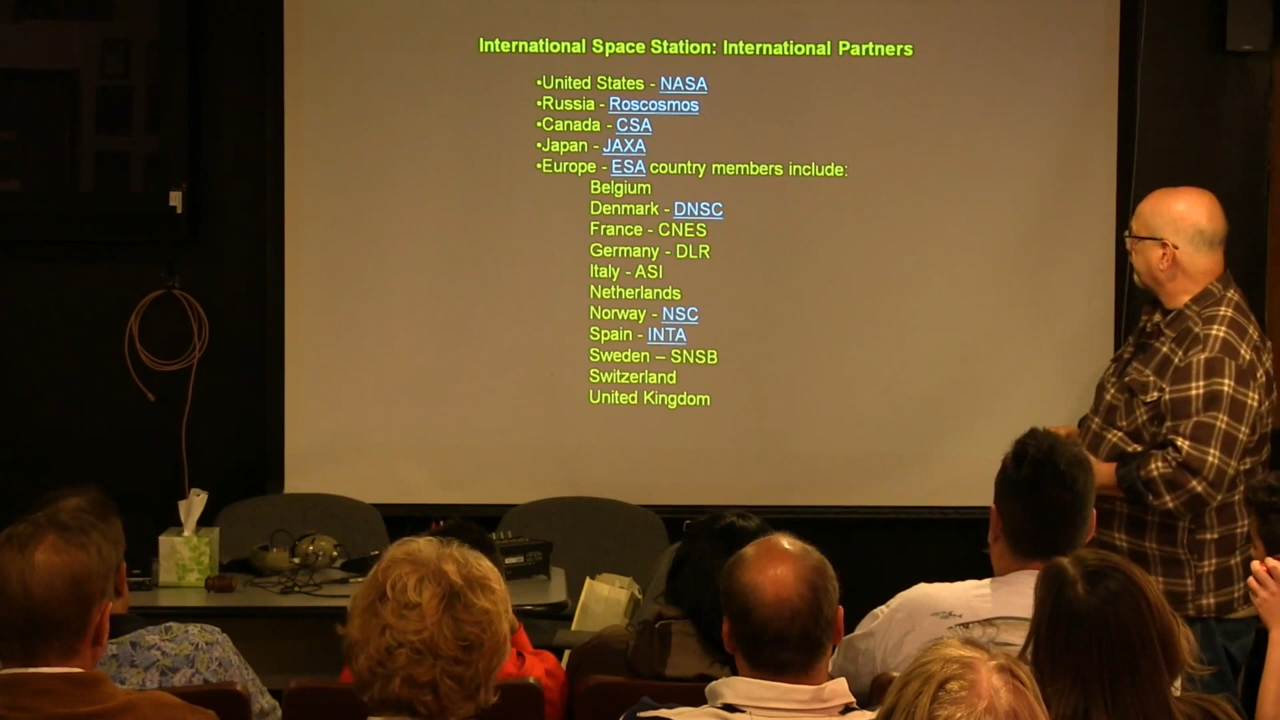 International Space Station: International Partners
•United States - NASA
•Russia - Roscosmos
•Canada - CSA
•Japan - JAXA
•Europe - ESA country members include:
Belgium
Denmark - DNSC
France - CNES
Germany - DLR
Italy - ASI
Netherlands
Norway - NSC
Spain - INTA
Sweden – SNSB
Switzerland
United Kingdom